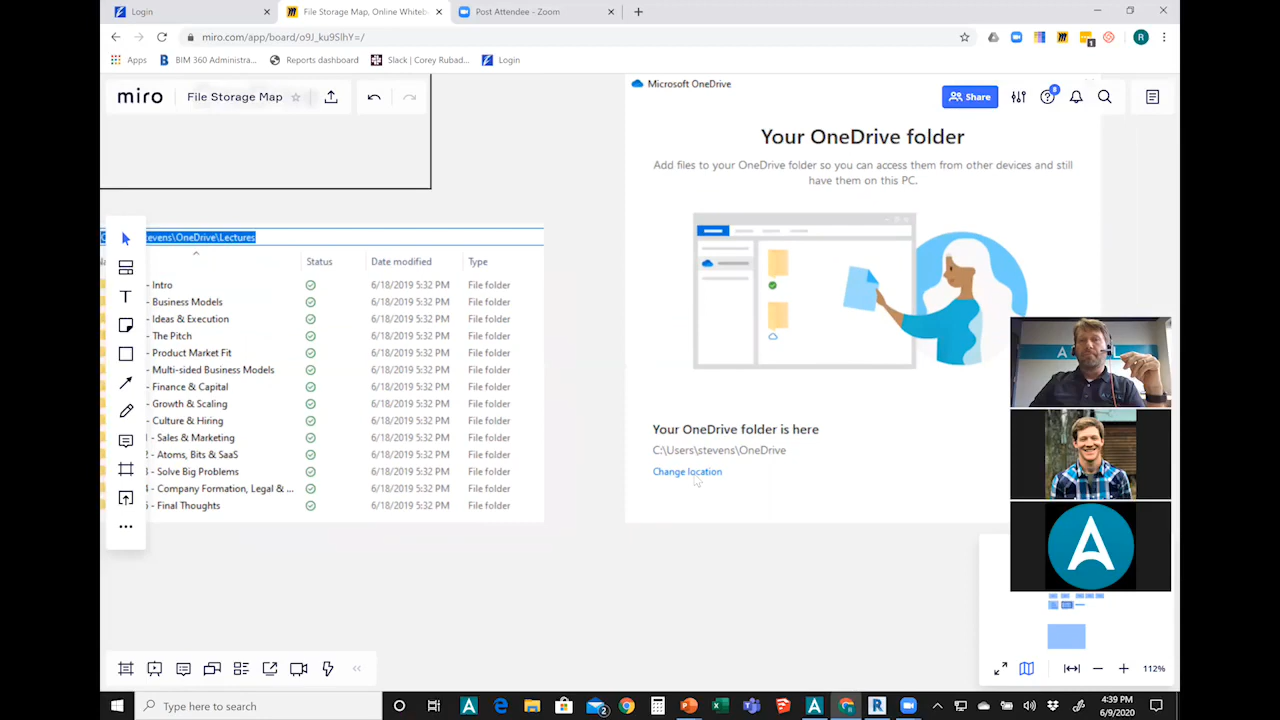 Login
File Storage Map, Online Whiteb
Post Attendee - Zoom
miro.com/app/board/o9J_ku9SlhY=/
R
1
Apps
BIM 360 Administra...
Reports dashboard
Slack | Corey Rubad...
Login
miro
File Storage Map
Microsoft OneDrive
Share
8
Your OneDrive folder
Add files to your OneDrive folder so you can access them from other devices and still
have them on this PC.
evens\OneDrive\Lectures
Status
Date modified
Type
- Intro
6/18/2019 5:32 PM
File folder
- Business Models
6/18/2019 5:32 PM
File folder
- Ideas & Execution
6/18/2019 5:32 PM
File folder
- The Pitch
6/18/2019 5:32 PM
File folder
- Product Market Fit
6/18/2019 5:32 PM
File folder
- Multi-sided Business Models
6/18/2019 5:32 PM
File folder
- Finance & Capital
6/18/2019 5:32 PM
File folder
- Growth & Scaling
6/18/2019 5:32 PM
File folder
- Culture & Hiring
6/18/2019 5:32 PM
File folder
- Sales & Marketing
6/18/2019 5:32 PM
File folder
- Atoms, Bits & SaaS
6/18/2019 5:32 PM
File folder
- Solve Big Problems
6/18/2019 5:32 PM
File folder
- Company Formation, Legal & ...
6/18/2019 5:32 PM
File folder
- Final Thoughts
6/18/2019 5:32 PM
File folder
Your OneDrive folder is here
C:\Users\stevens\OneDrive
Change location
112%
Type here to search
2
4:39 PM
6/9/2020